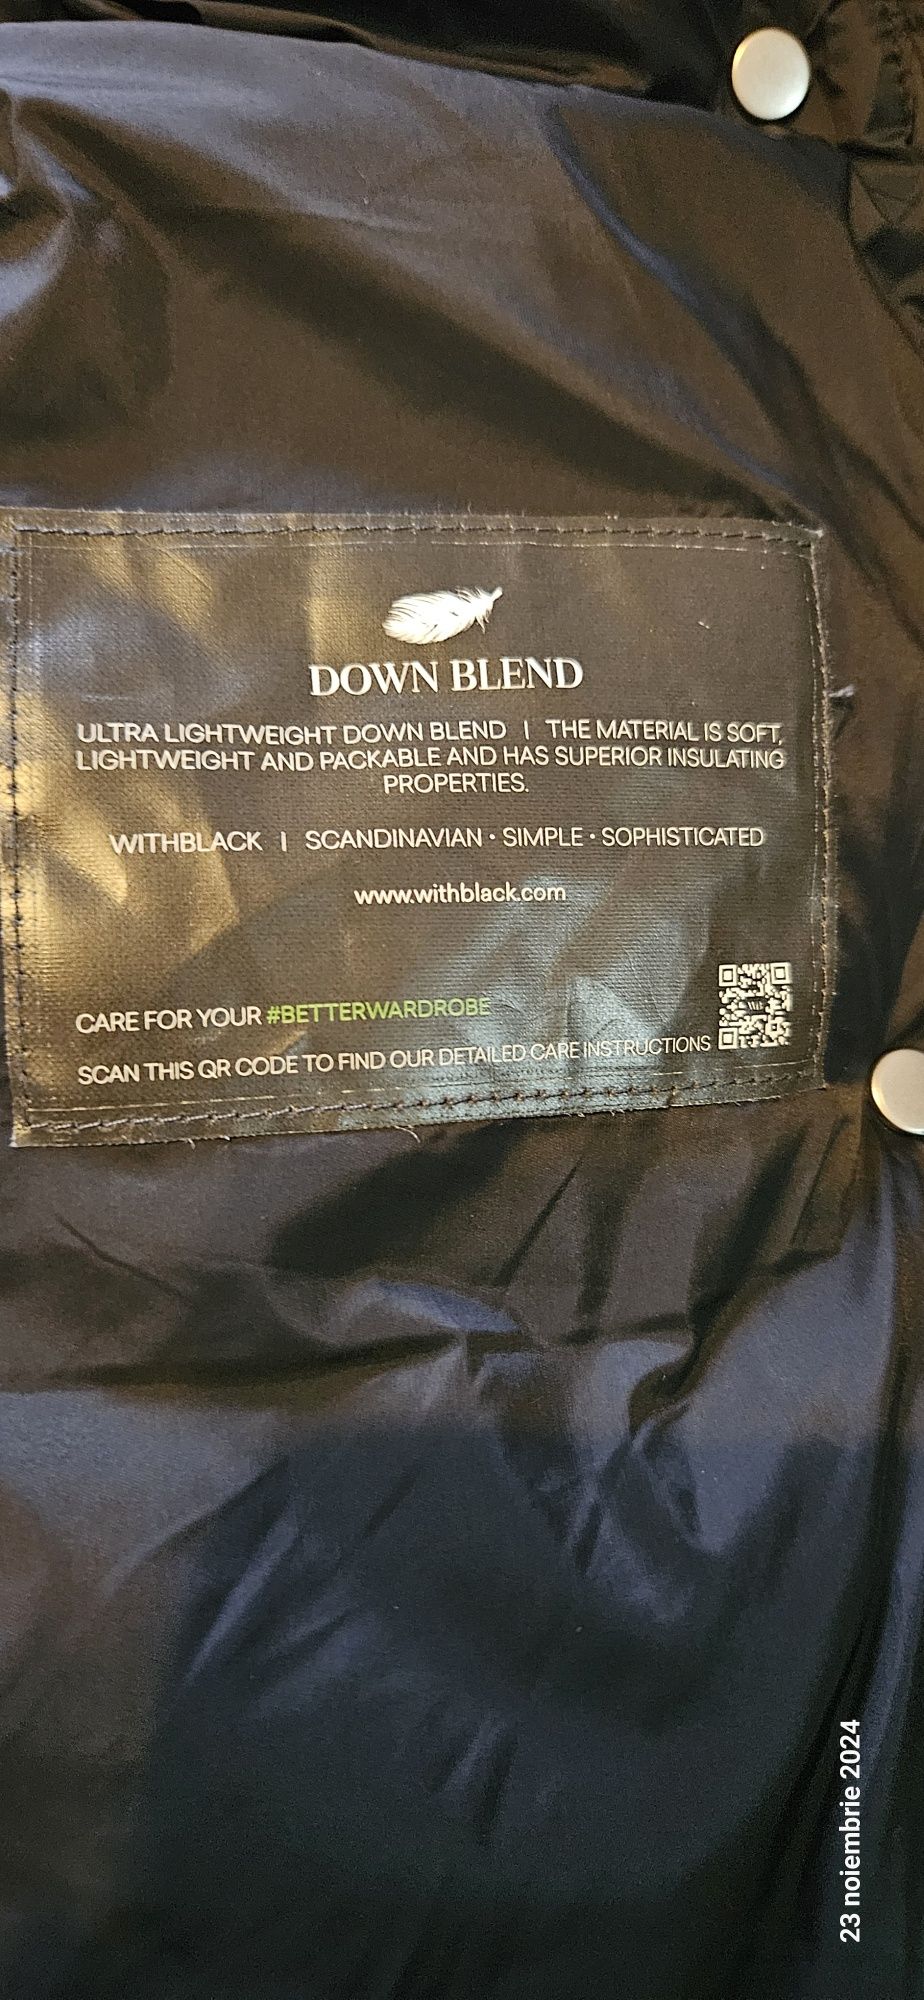 DOWN BLEND
ULTRA LIGHTWEIGHT DOWN BLEND | THE MATERIAL IS SOFT,
LIGHTWEIGHT AND PACKABLE AND HAS SUPERIOR INSULATING
PROPERTIES.
WITHBLACK | SCANDINAVIAN • SIMPLE • SOPHISTICATED
www.withblack.com
CARE FOR YOUR #BETTERWARDROBE
SCAN THIS QR CODE TO FIND OUR DETAILED CARE INSTRUCTIONS
23 noiembrie 2024